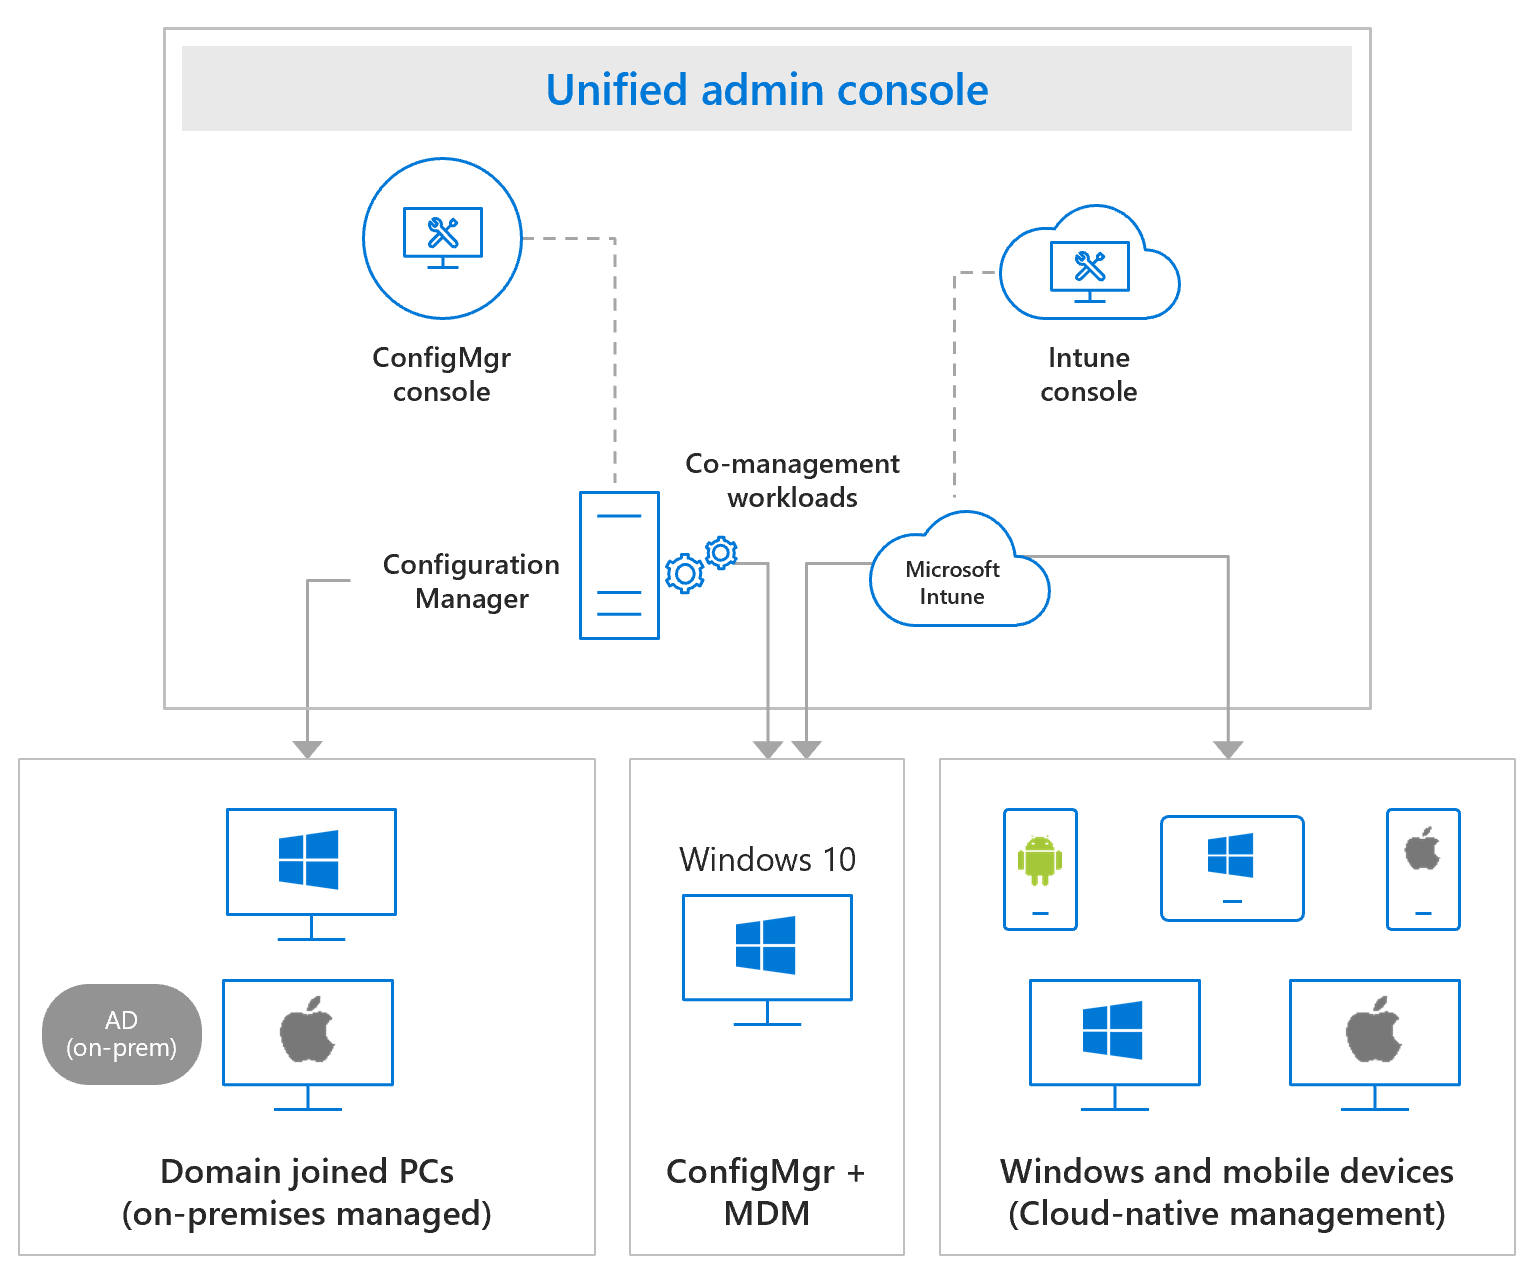 Unified admin console
ConfigMgr
console
Intune
console
Co-management
workloads
Configuration
Manager
Microsoft
Intune
Windows 10
AD
(on-prem)
Domain joined PCs
(on-premises managed)
ConfigMgr +
MDM
Windows and mobile devices
(Cloud-native management)